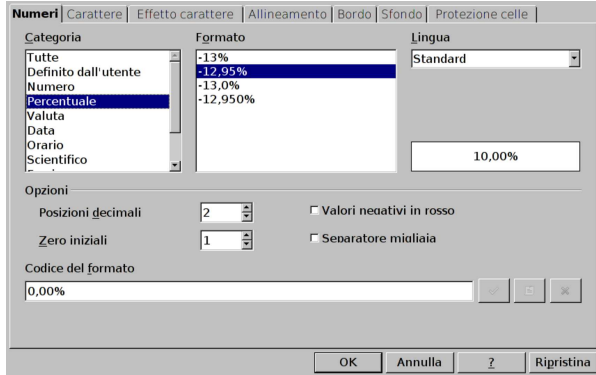 Numeri Carattere Effetto carattere Allineamento Bordo Sfondo Protezione celle
Categoria
Tutte
Definito dall'utente
Numero
Percentuale
Valuta
Data
Orario
Scientifico
Formato
-13%
-12,95%
-13,0%
-12,950%
Lingua
Standard
10,00%
Opzioni
Posizioni decimali 2
Valori negativi in rosso
Zero iniziali 1
Separatore migliaia
Codice del formato
0,00%
OK Annulla ? Ripristina